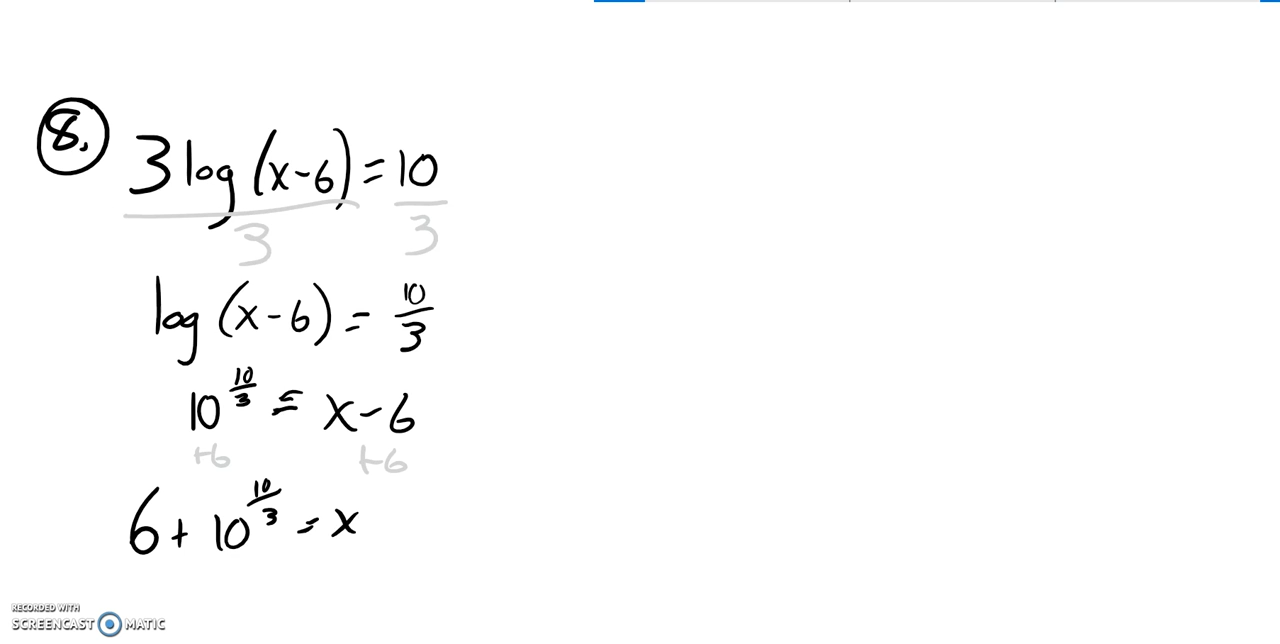 8.
3 log (x-6) = 10
3 3
log (x-6) = 10/3
10^(10/3) = x-6
+6 +6
6 + 10^(10/3) = x
RECORDED WITH
SCREENCAST MATIC